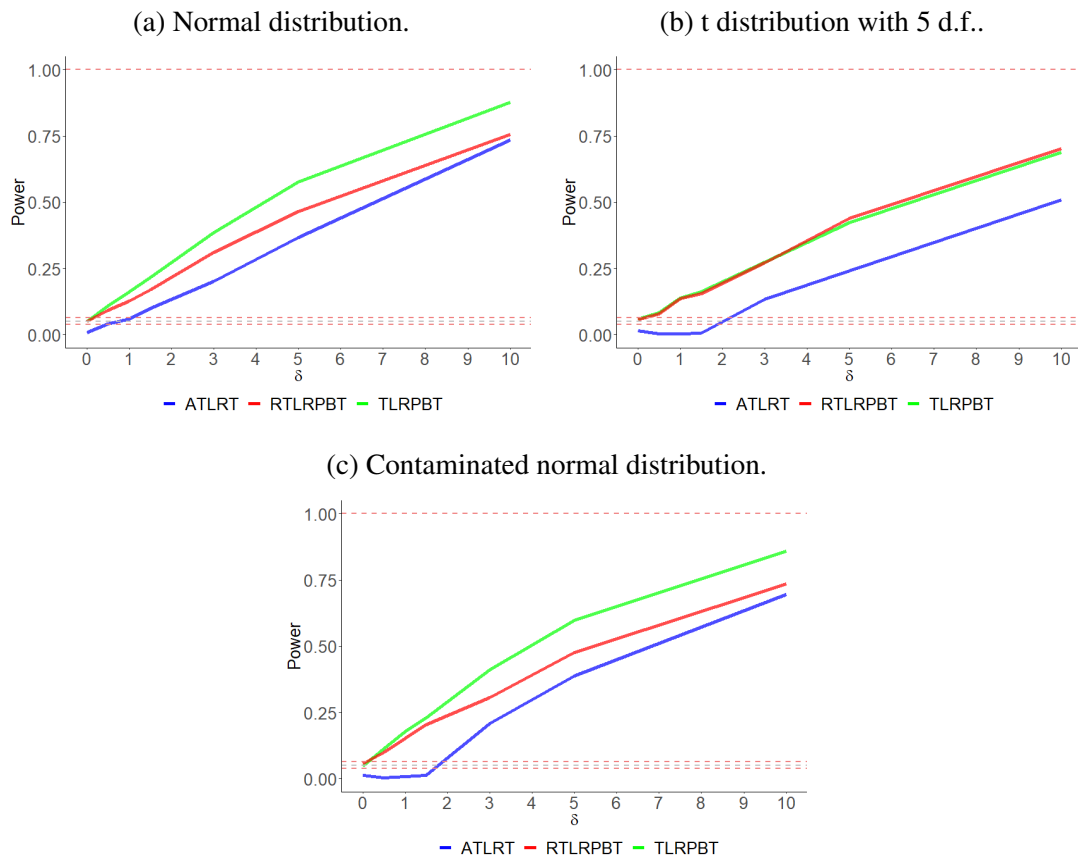 (a) Normal distribution.
1.00
0.75
0.50
0.25
0.00
Power
0 1 2 3 4 5 6 7 8 9 10
δ
ATLRT RTLRPBT TLRPBT
(b) t distribution with 5 d.f..
1.00
0.75
0.50
0.25
0.00
Power
0 1 2 3 4 5 6 7 8 9 10
δ
ATLRT RTLRPBT TLRPBT
(c) Contaminated normal distribution.
1.00
0.75
0.50
0.25
0.00
Power
0 1 2 3 4 5 6 7 8 9 10
δ
ATLRT RTLRPBT TLRPBT